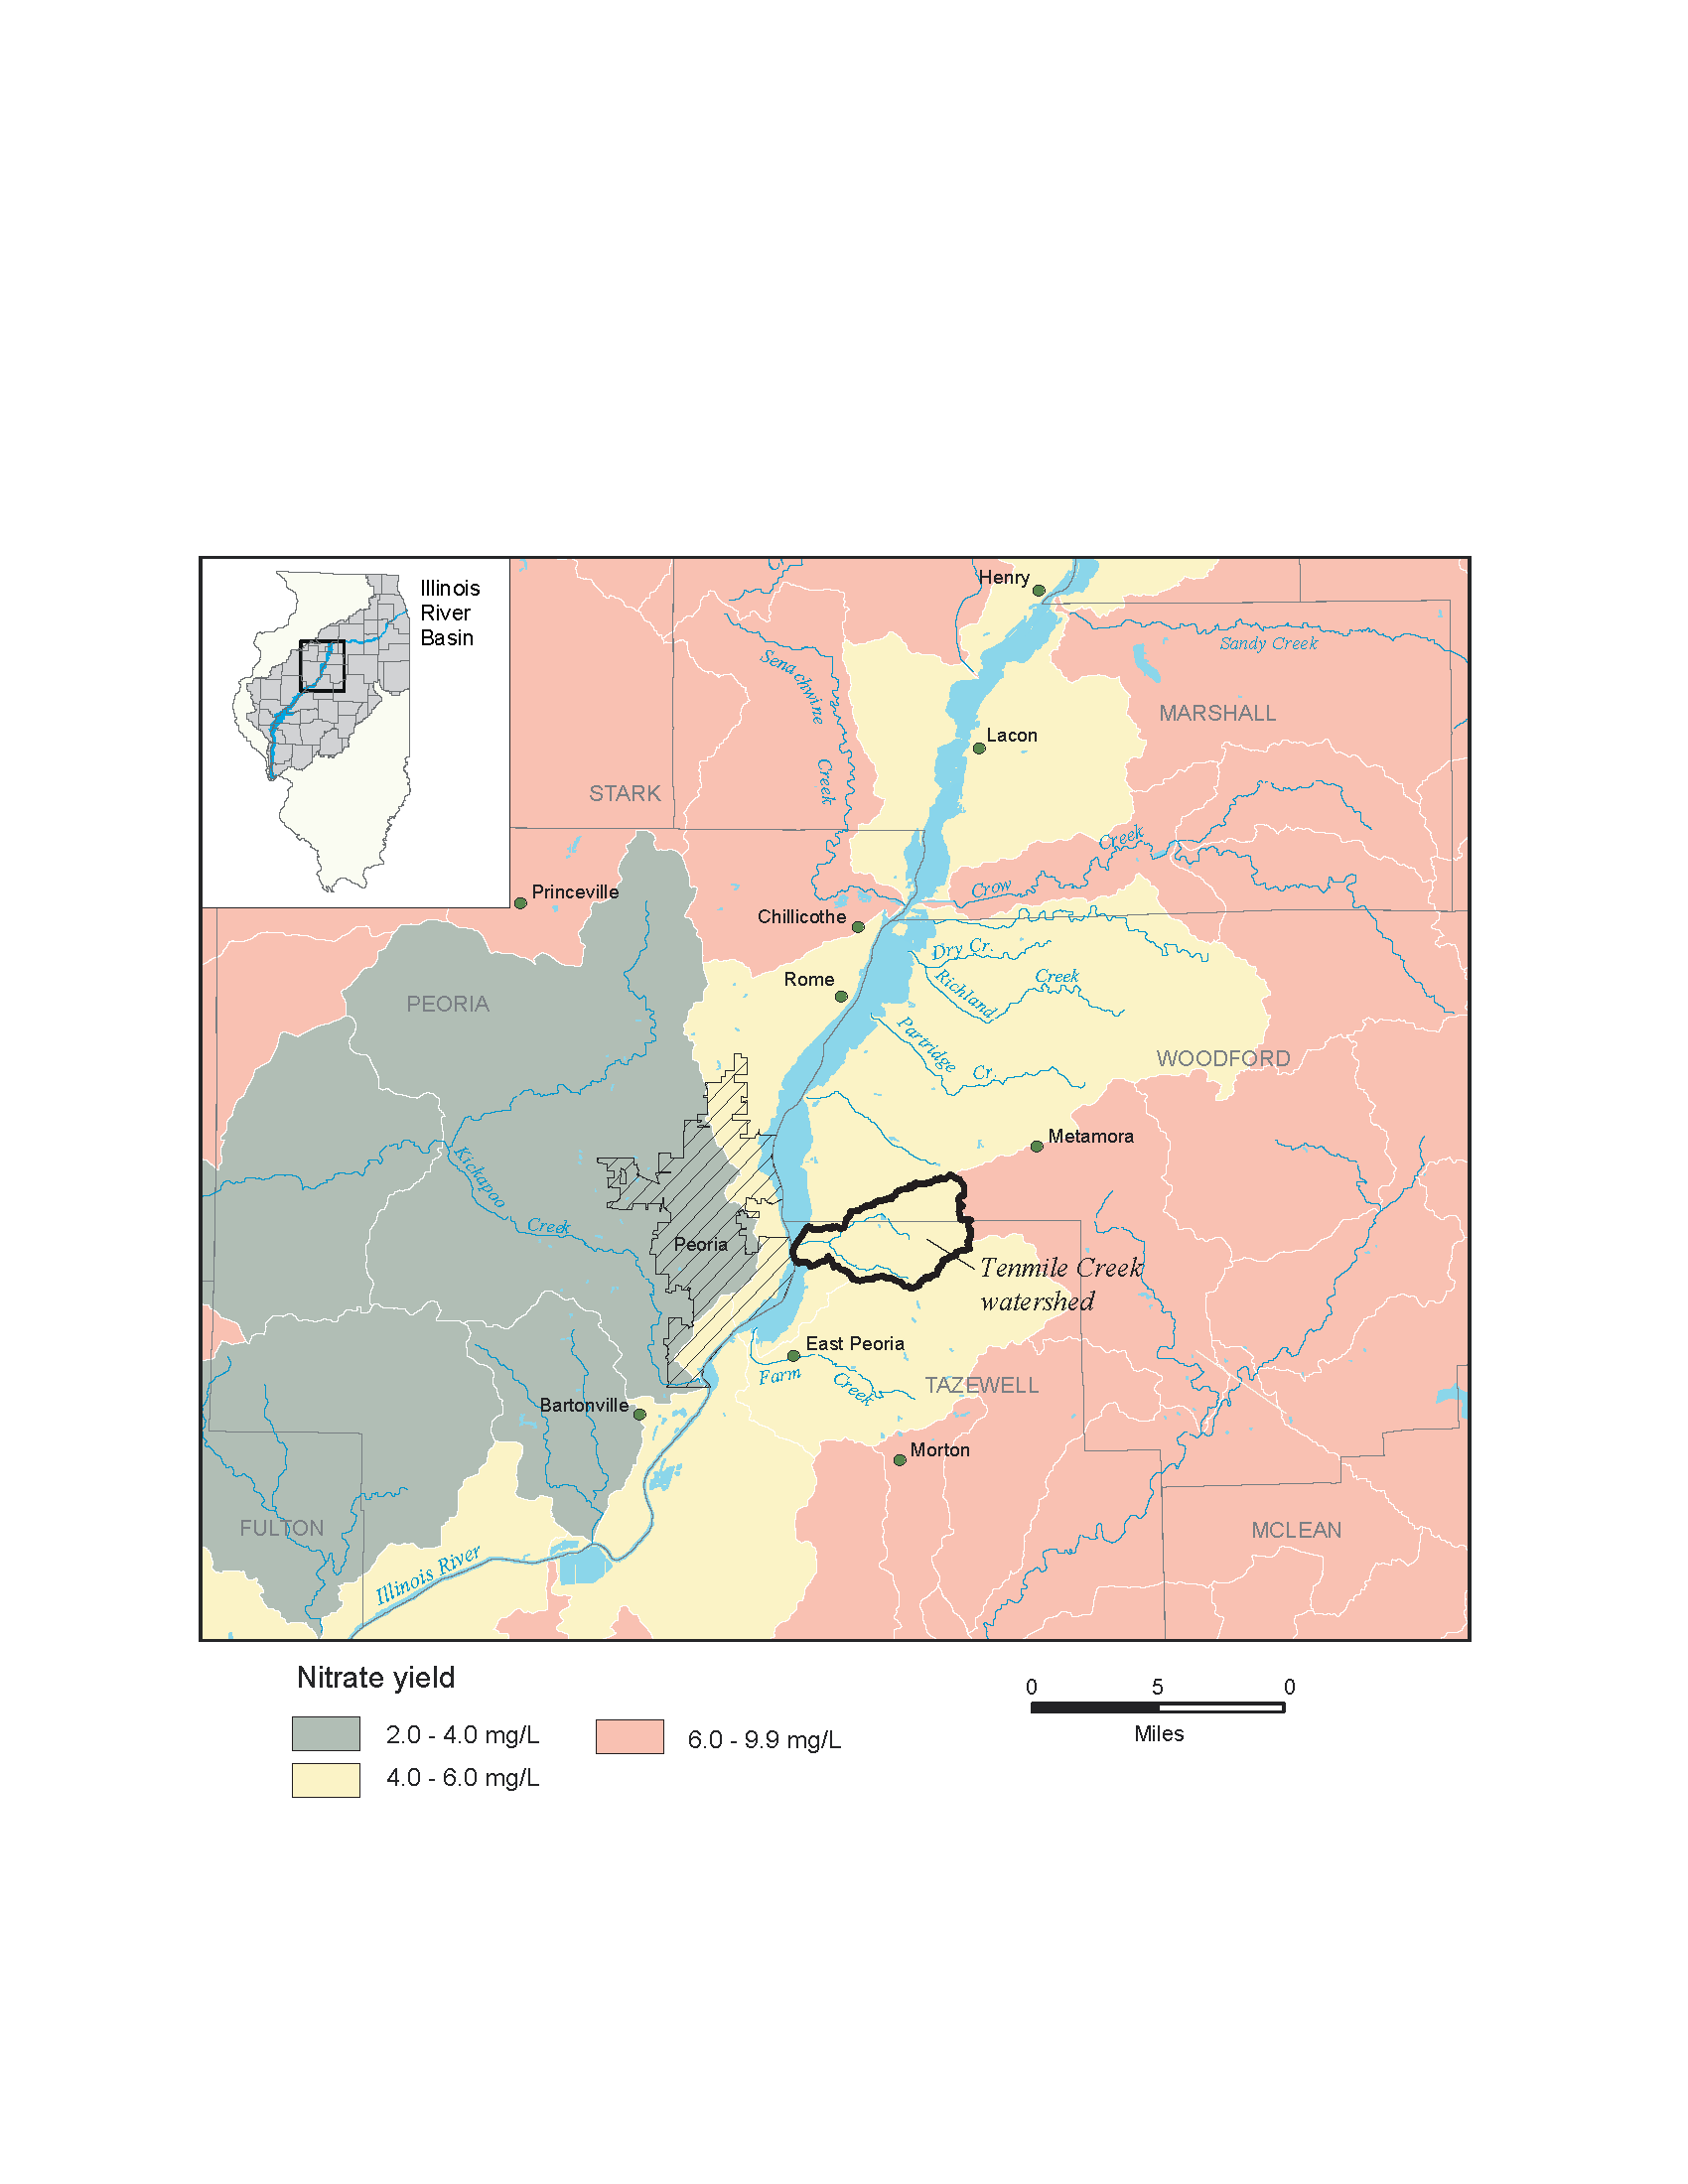 Illinois
River
Basin
Henry
Sandy Creek
Senachwine
Creek
MARSHALL
Lacon
STARK
Creek
Crow
Princeville
Chillicothe
Dry Cr.
Rome
Richland
Creek
PEORIA
Partridge
Cr.
WOODFORD
Metamora
Kickapoo
Creek
Peoria
Tenmile Creek
watershed
East Peoria
Farm
Creek
TAZEWELL
Bartonville
Morton
FULTON
MCLEAN
Illinois River
Nitrate yield
2.0 - 4.0 mg/L
4.0 - 6.0 mg/L
6.0 - 9.9 mg/L
0 5 0
Miles